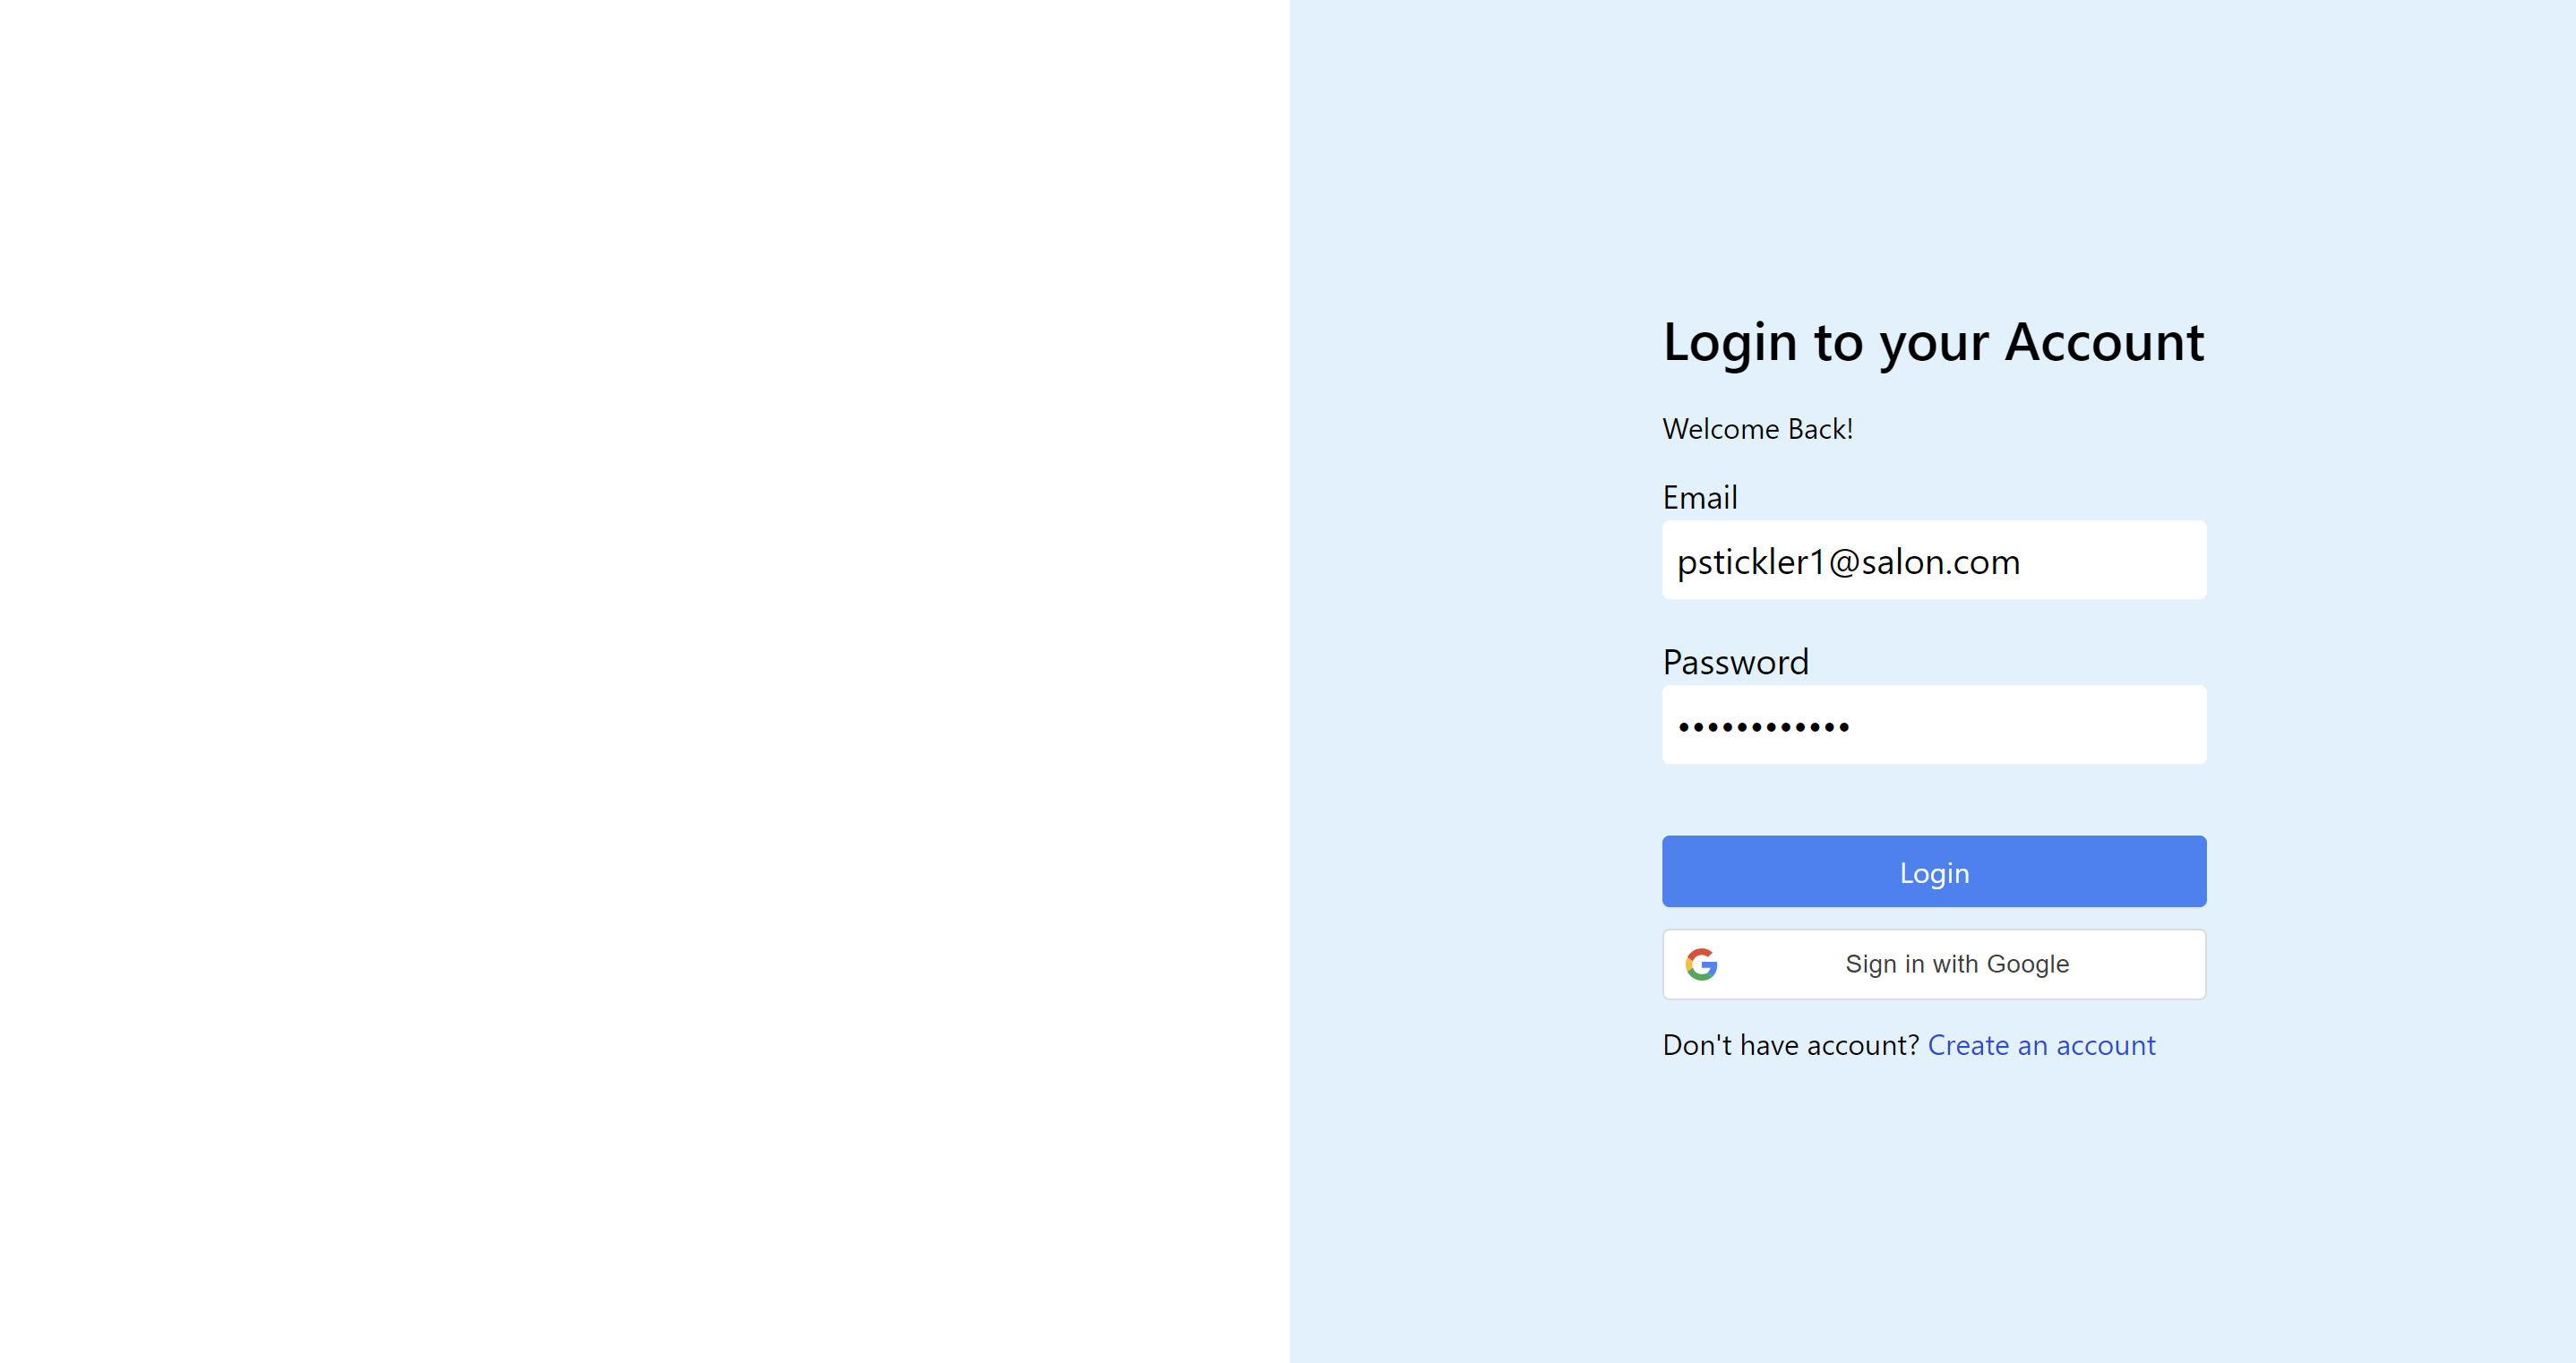 Login to your Account
Welcome Back!
Email
pstickler1@salon.com
Password
••••••••••••
Login
Sign in with Google
Don't have account? Create an account